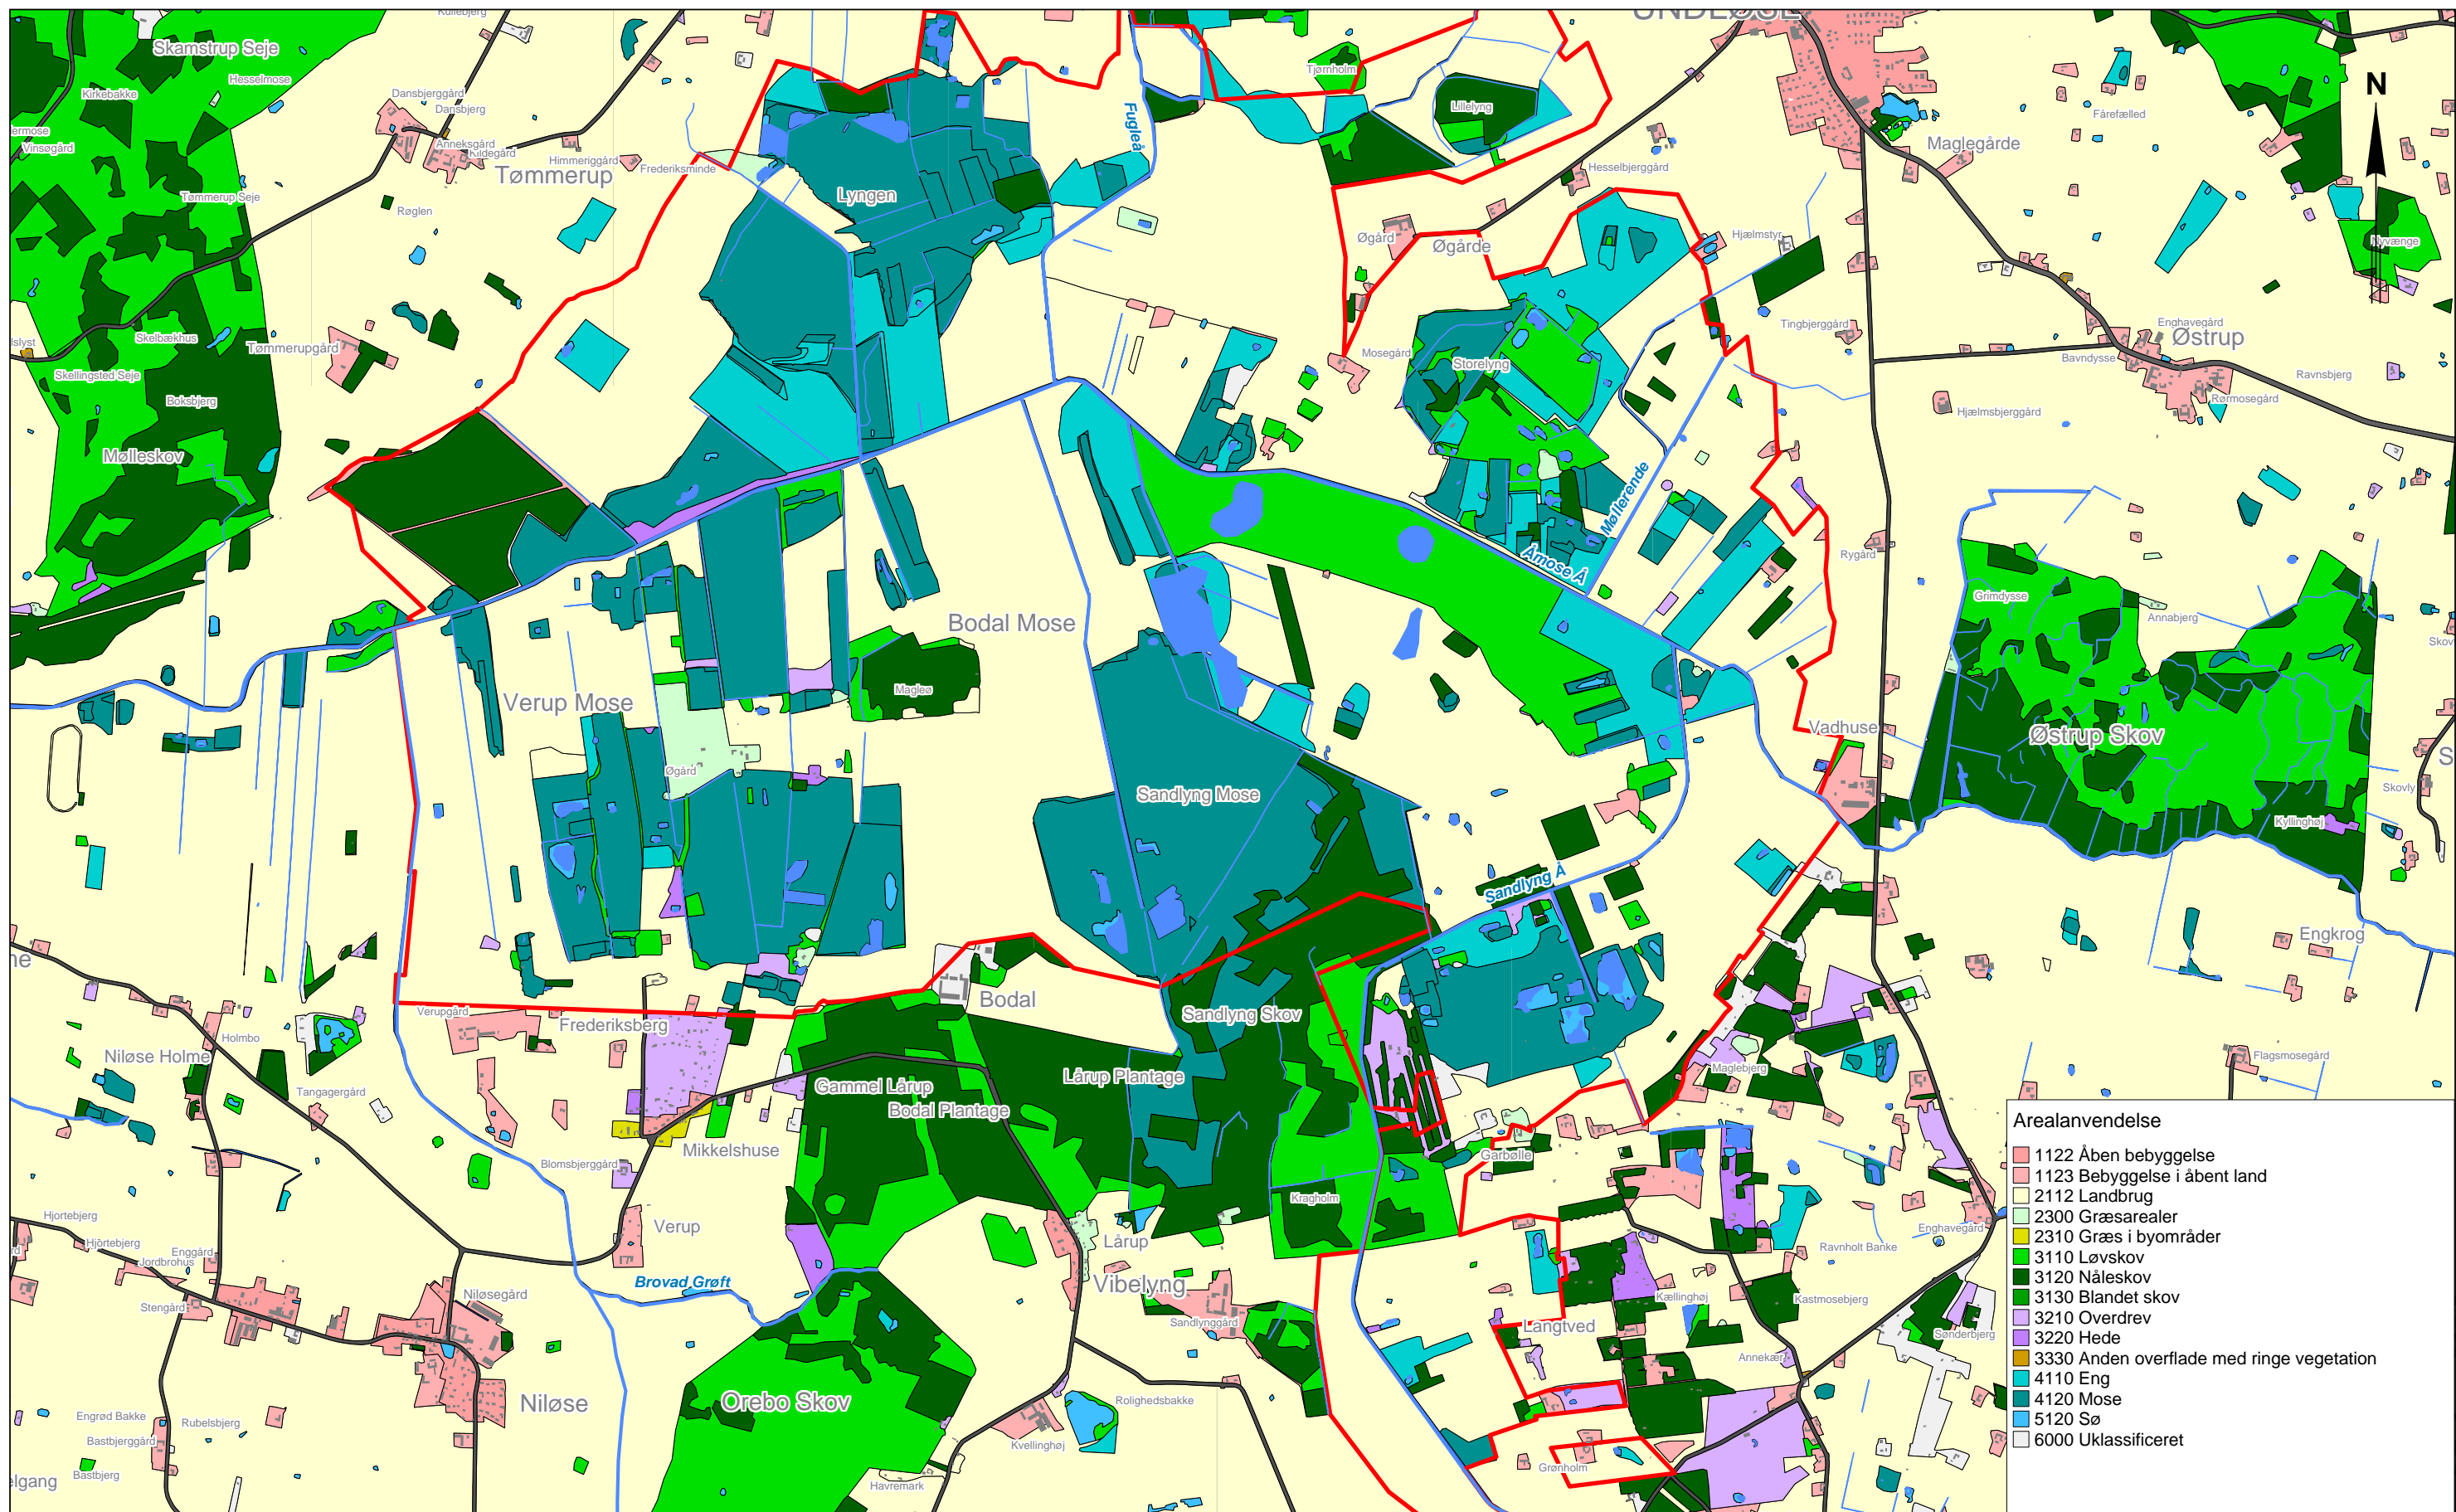 UNDLØSE
Kullebjerg
Skamstrup Seje
Hesselmose
Kirkebakke
Dansbjerggård
Dansbjerg
Tjørnholm
Lillelyng
N
Fårefælled
Fugleå
Vinsøgård
Anneksgård
Kildegård
Himmeriggård
Tømmerup
Frederiksminde
Maglegårde
Hesselbjerggård
Tømmerup Seje
Lyngen
Røglen
Øgård
Øgårde
Hjælmstyr
Nyvænge
Skelbækhus
Tømmerupgård
Tingbjerggård
Enghavegård
Østrup
Mosegård
Storelyng
Bavndysse
Skellingsted Seje
Ravnsbjerg
Boksbjerg
Rørmosegård
Hjælmsbjerggård
Mølleskov
Møllerende
Åmose Å
Rygård
Grimdysse
Annabjerg
Bodal Mose
Verup Mose
Magleø
Vadhuse
Østrup Skov
Øgård
Skovly
Sandlyng Mose
Kyllinghøj
Sandlyng Å
Engkrog
Bodal
Verupgård
Frederiksberg
Sandlyng Skov
Holmbo
Niløse Holme
Flagsmosegård
Maglebjerg
Lårup Plantage
Gammel Lårup
Tangagergård
Bodal Plantage
Mikkelshuse
Garbølle
Blomsbjerggård
Kragholm
Hjortebjerg
Verup
Enghavegård
Hjortebjerg
Lårup
Ravnholt Banke
Enggård
Jordbrohus
Brovad Grøft
Vibelyng
Niløsegård
Kællinghøj
Kastmosebjerg
Stengård
Sandlynggård
Langtved
Sønderbjerg
Annekær
Niløse
Orebo Skov
Rolighedsbakke
Engrød Bakke
Rubelsbjerg
Bastbjerggård
Kvellinghøj
Bastbjerg
Grønholm
Havremark
Arealanvendelse
1122 Åben bebyggelse
1123 Bebyggelse i åbent land
2112 Landbrug
2300 Græsarealer
2310 Græs i byområder
3110 Løvskov
3120 Nåleskov
3130 Blandet skov
3210 Overdrev
3220 Hede
3330 Anden overflade med ringe vegetation
4110 Eng
4120 Mose
5120 Sø
6000 Uklassificeret